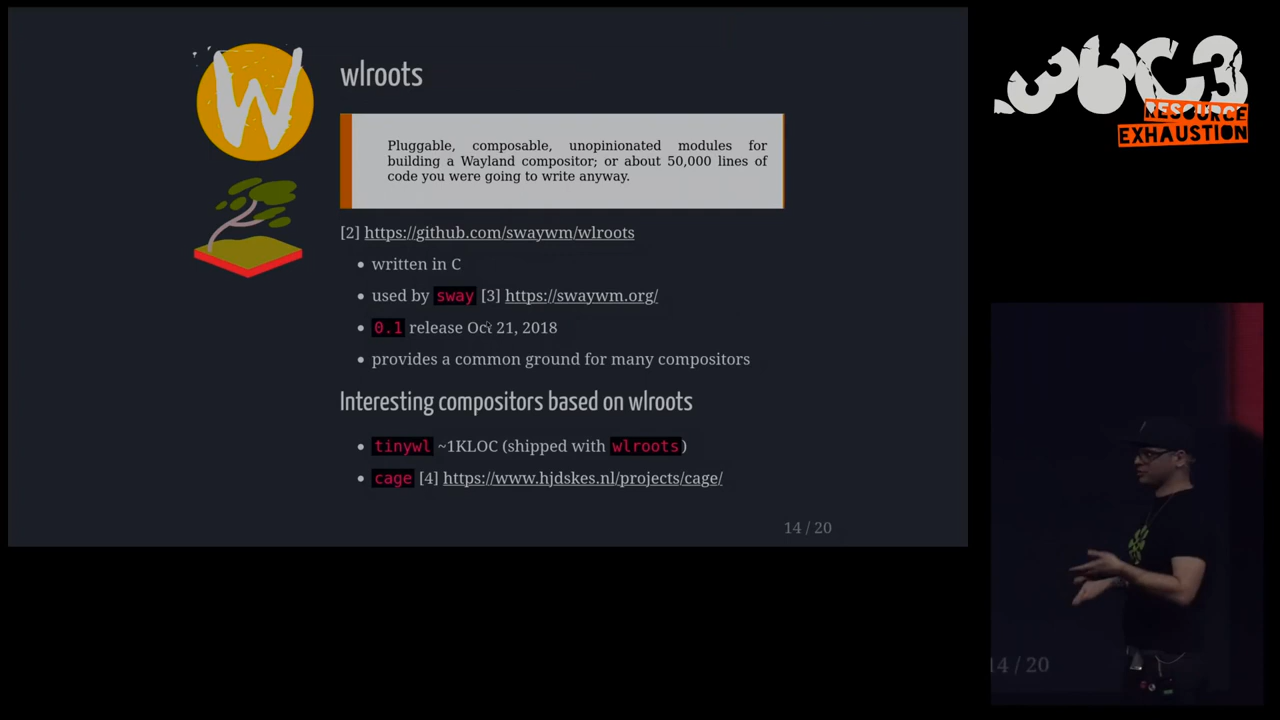 wlroots
Pluggable, composable, unopinionated modules for
building a Wayland compositor; or about 50,000 lines of
code you were going to write anyway.
[2] https://github.com/swaywm/wlroots
• written in C
• used by sway [3] https://swaywm.org/
• 0.1 release Oct 21, 2018
• provides a common ground for many compositors
Interesting compositors based on wlroots
• tinywl ~1KLOC (shipped with wlroots)
• cage [4] https://www.hjdskes.nl/projects/cage/
14 / 20
W
36C3
RESOURCE
EXHAUSTION
14 / 20